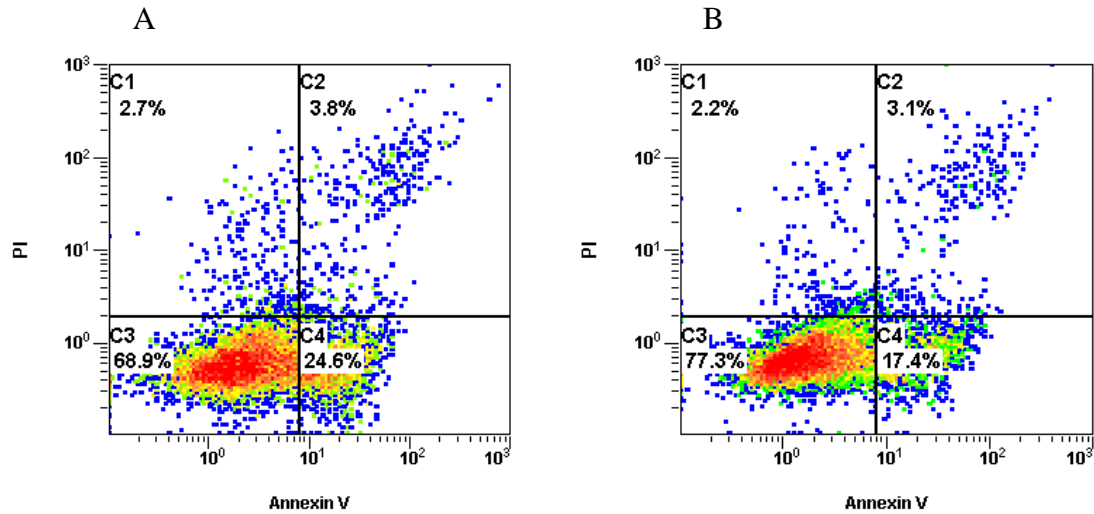 A B
10³ 10³
C1 C2 C1 C2
2.7% 3.8% 2.2% 3.1%
10² 10²
PI PI
10¹ 10¹
10⁰ C3 C4 10⁰ C3 C4
68.9% 24.6% 77.3% 17.4%
10⁰ 10¹ 10² 10³ 10⁰ 10¹ 10² 10³
Annexin V Annexin V